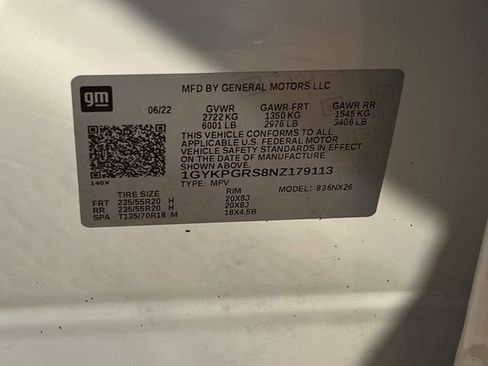 gm
MFD BY GENERAL MOTORS LLC
06/22 GVWR GAWR FRT GAWR RR
2722 KG 1350 KG 1545 KG
6001 LB 2976 LB 3406 LB
THIS VEHICLE CONFORMS TO ALL
APPLICABLE U.S. FEDERAL MOTOR
VEHICLE SAFETY STANDARDS IN EFFECT
ON THE DATE OF MANUFACTURE
SHOWN ABOVE.
1GYKPGRS8NZ179113
140X TYPE: MPV MODEL: 836NX26
TIRE SIZE RIM
FRT 235/55R20 H 20X8J
RR 235/55R20 H 20X8J
SPA T135/70R18 M 18X4.5B